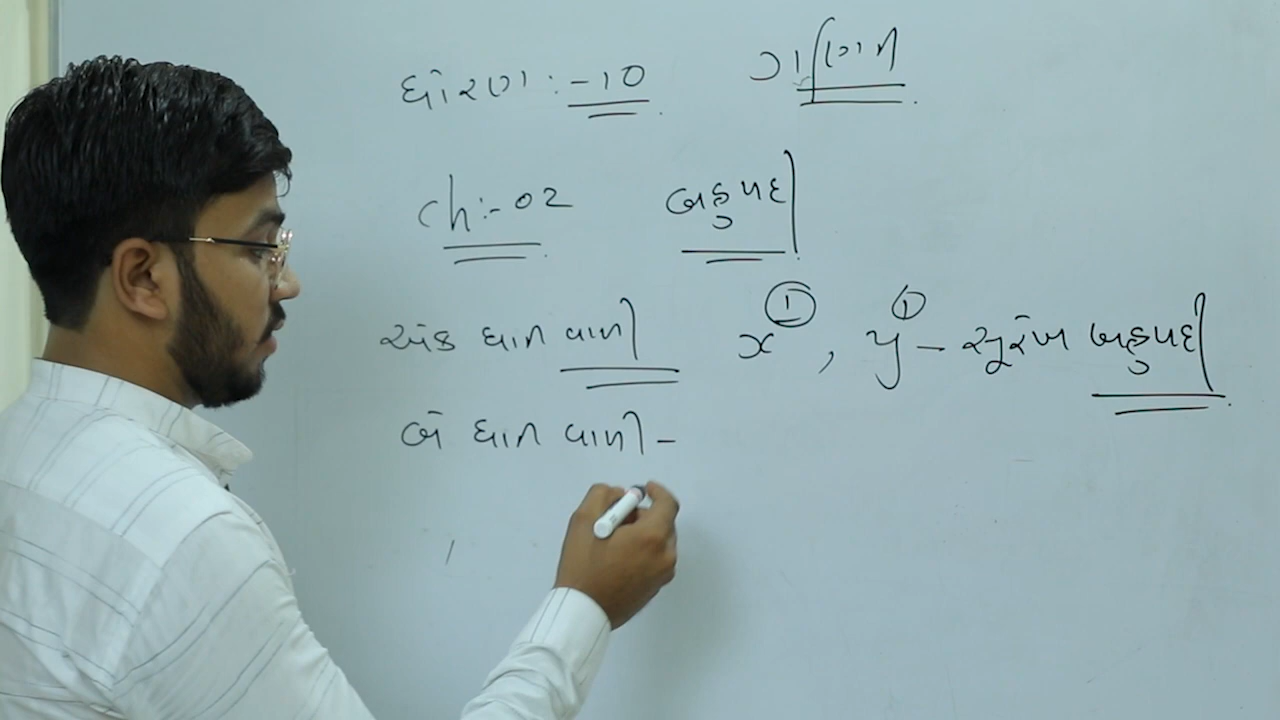 ધોરણ :- 10 ગણિત
ch:- 02 બહુપદી
એક ઘાત વાળી x¹, y¹ - સુરેખ બહુપદી
બે ઘાત વાળી -